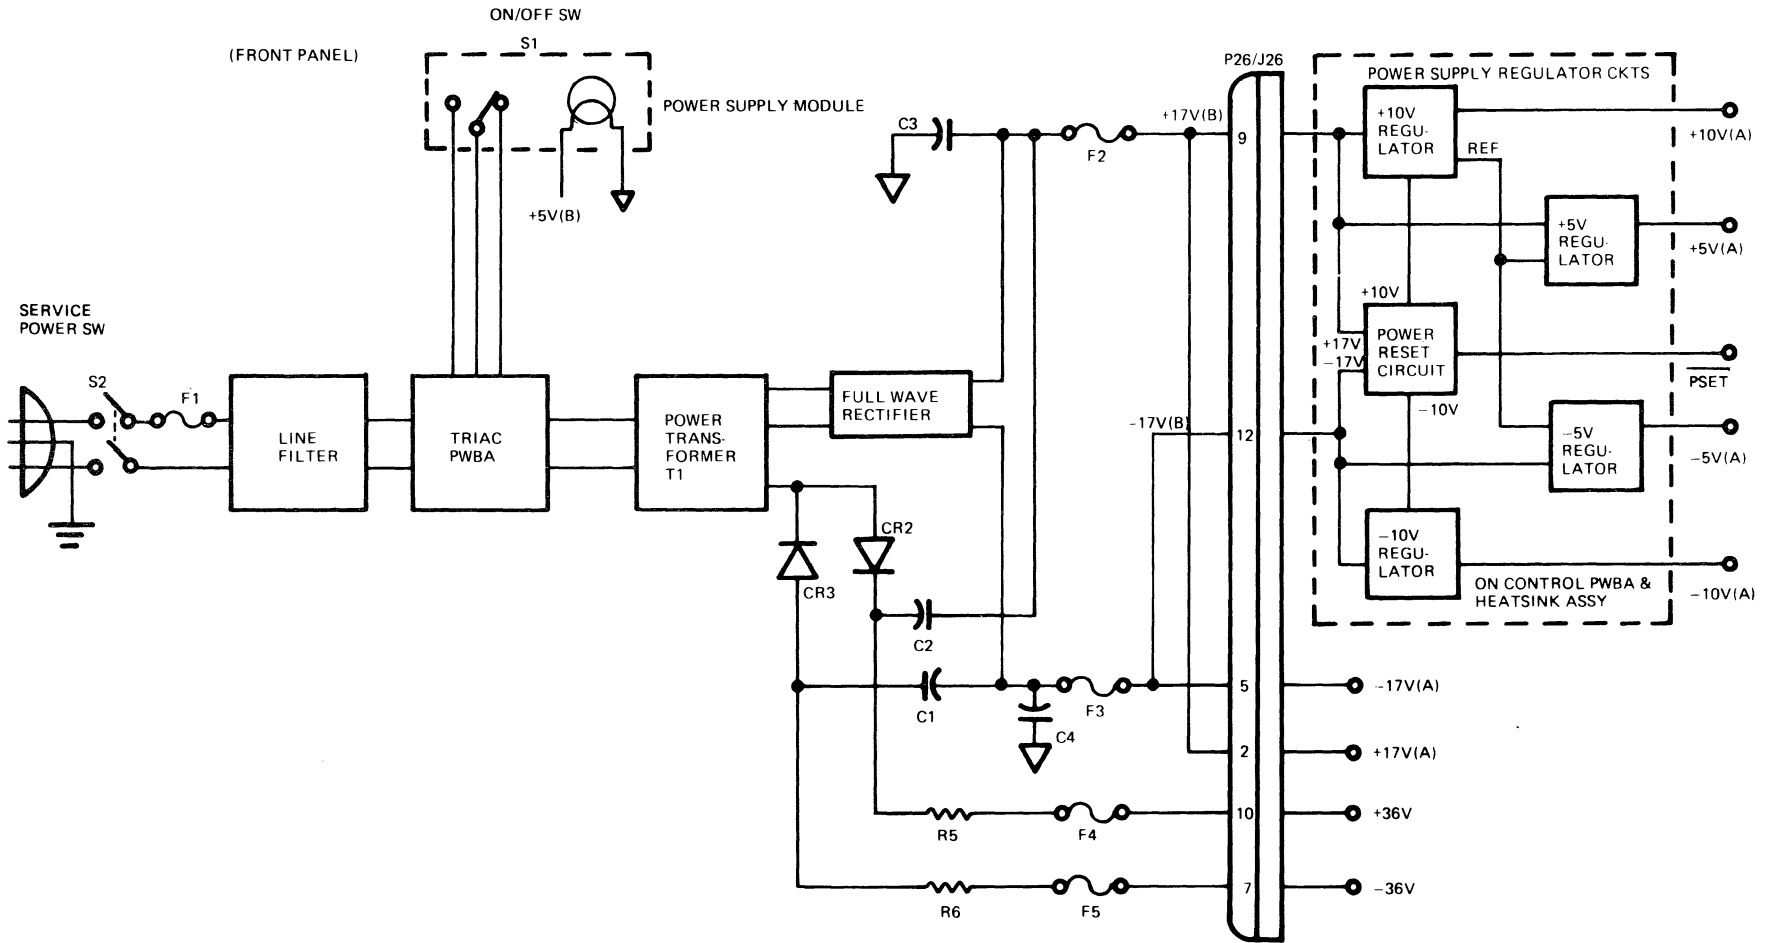 ON/OFF SW
S1
(FRONT PANEL)
POWER SUPPLY MODULE
+5V(B)
SERVICE
POWER SW
S2
F1
LINE
FILTER
TRIAC
PWBA
POWER
TRANS-
FORMER
T1
FULL WAVE
RECTIFIER
CR2
CR3
C3
C2
C1
C4
F2
F3
R5
F4
R6
F5
+17V(B)
-17V(B)
P26/J26
9
12
5
2
10
7
POWER SUPPLY REGULATOR CKTS
+10V
REGU-
LATOR
REF
+5V
REGU-
LATOR
+10V
+17V
-17V
POWER
RESET
CIRCUIT
-10V
-5V
REGU-
LATOR
-10V
REGU-
LATOR
ON CONTROL PWBA &
HEATSINK ASSY
+10V(A)
+5V(A)
PSET
-5V(A)
-10V(A)
-17V(A)
+17V(A)
+36V
-36V